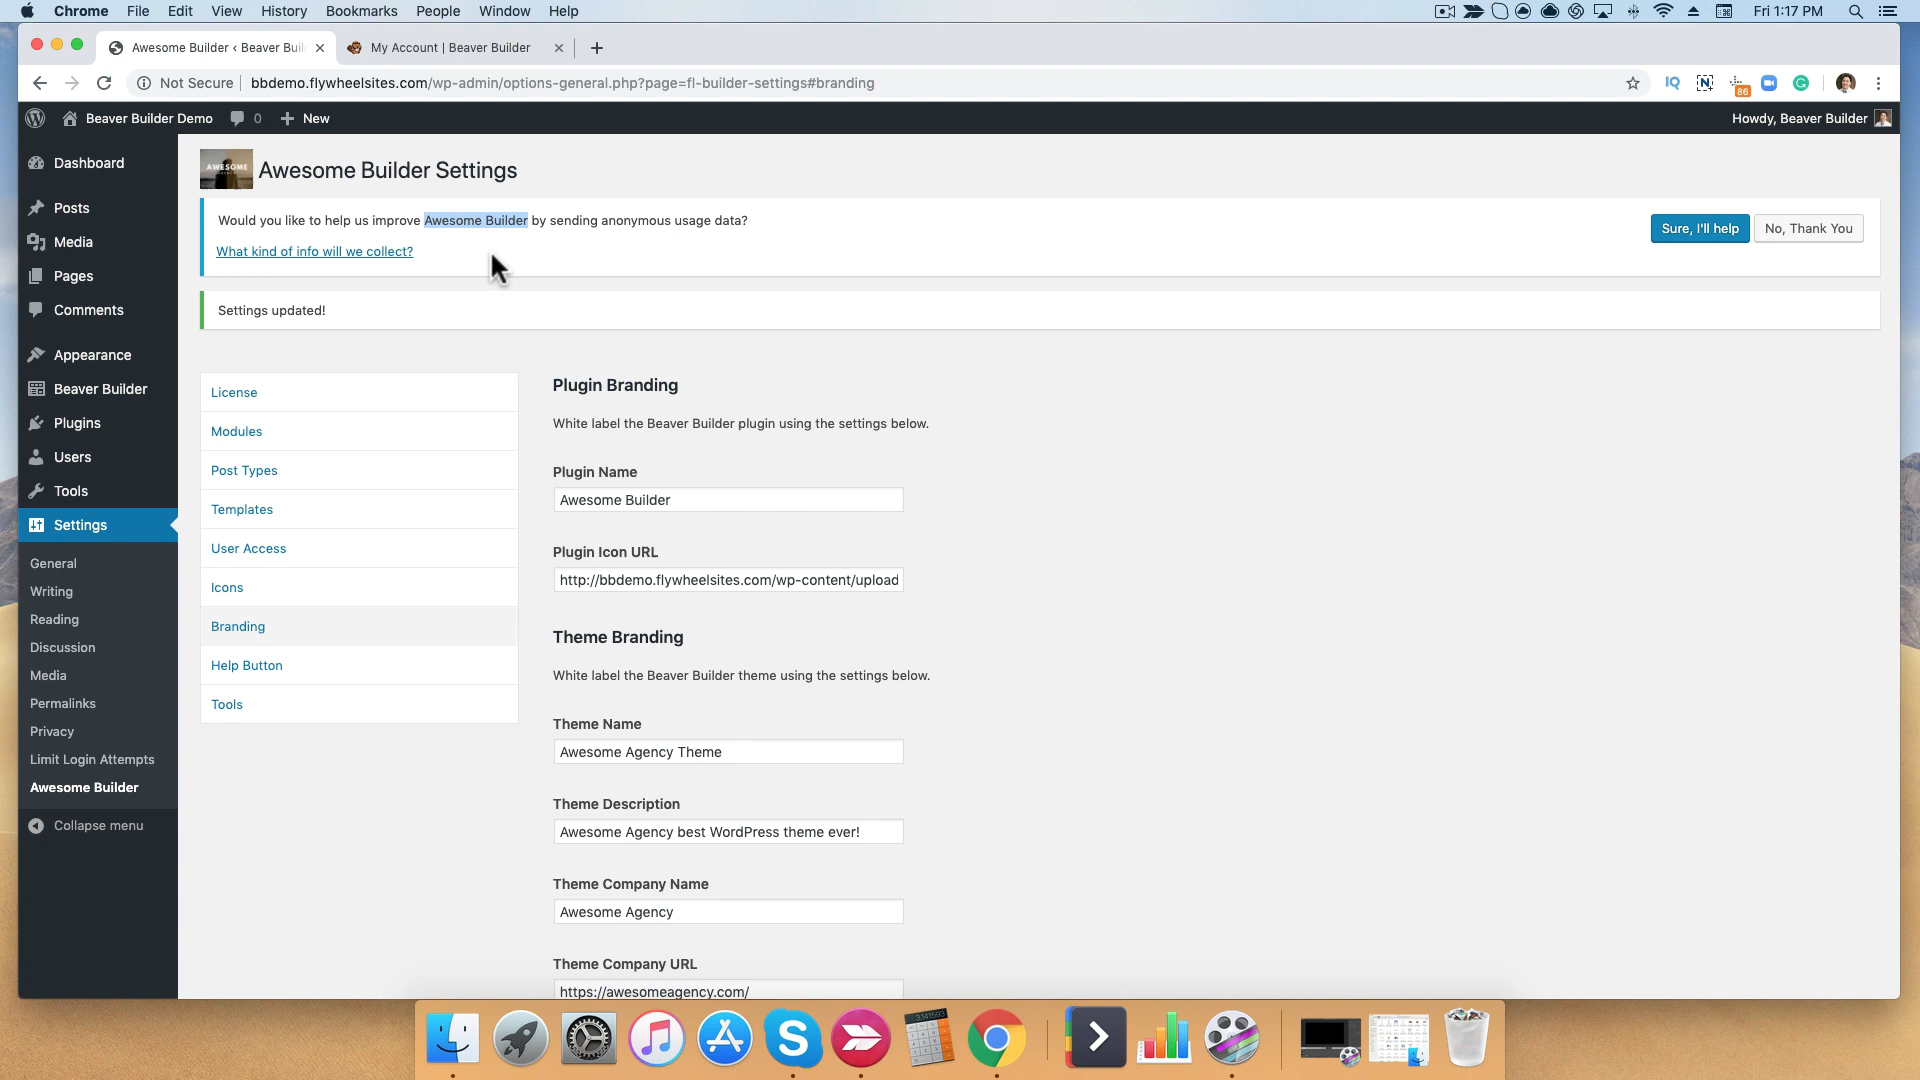 Chrome File Edit View History Bookmarks People Window Help Fri 1:17 PM
Awesome Builder ‹ Beaver Buil My Account | Beaver Builder
Not Secure bbdemo.flywheelsites.com/wp-admin/options-general.php?page=fl-builder-settings#branding IQ N 86
Beaver Builder Demo 0 New Howdy, Beaver Builder
Dashboard
Posts
Media
Pages
Comments
Appearance
Beaver Builder
Plugins
Users
Tools
Settings
General
Writing
Reading
Discussion
Media
Permalinks
Privacy
Limit Login Attempts
Awesome Builder
Collapse menu
AWESOME
Awesome Builder Settings
Would you like to help us improve Awesome Builder by sending anonymous usage data?
What kind of info will we collect?
Sure, I'll help No, Thank You
Settings updated!
License
Modules
Post Types
Templates
User Access
Icons
Branding
Help Button
Tools
Plugin Branding
White label the Beaver Builder plugin using the settings below.
Plugin Name
Awesome Builder
Plugin Icon URL
http://bbdemo.flywheelsites.com/wp-content/upload
Theme Branding
White label the Beaver Builder theme using the settings below.
Theme Name
Awesome Agency Theme
Theme Description
Awesome Agency best WordPress theme ever!
Theme Company Name
Awesome Agency
Theme Company URL
https://awesomeagency.com/